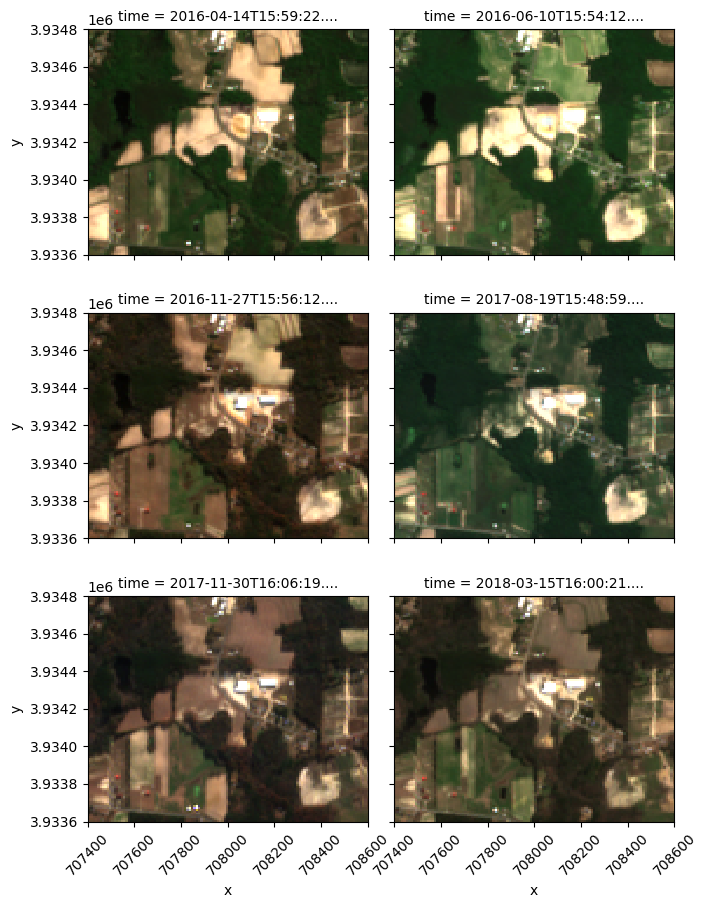 time = 2016-04-14T15:59:22.... time = 2016-06-10T15:54:12....
1e6
3.9348
3.9346
3.9344
y
3.9342
3.9340
3.9338
3.9336
time = 2016-11-27T15:56:12.... time = 2017-08-19T15:48:59....
1e6
3.9348
3.9346
3.9344
y
3.9342
3.9340
3.9338
3.9336
time = 2017-11-30T16:06:19.... time = 2018-03-15T16:00:21....
1e6
3.9348
3.9346
3.9344
y
3.9342
3.9340
3.9338
3.9336
707400 707600 707800 708000 708200 708400 708600 707400 707600 707800 708000 708200 708400 708600
x x